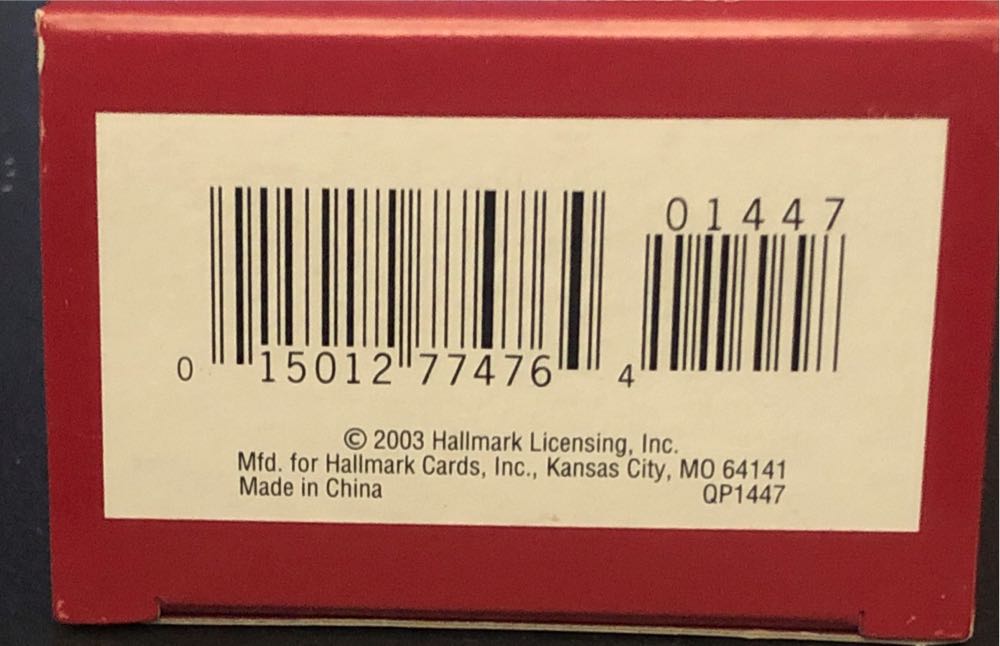 01447
0 15012 77476 4
© 2003 Hallmark Licensing, Inc.
Mfd. for Hallmark Cards, Inc., Kansas City, MO 64141
Made in China QP1447